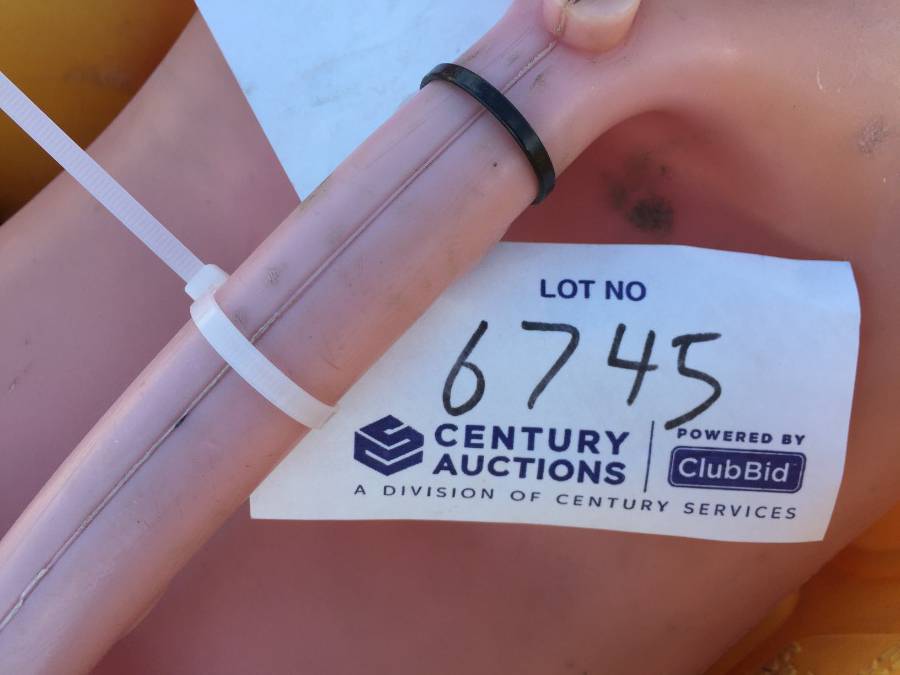 LOT NO
6745
CENTURY
AUCTIONS
POWERED BY
ClubBid
A DIVISION OF CENTURY SERVICES